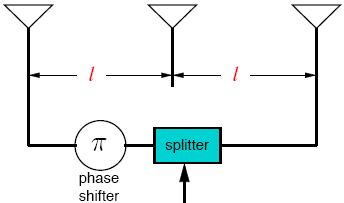 l l
π splitter
phase
shifter